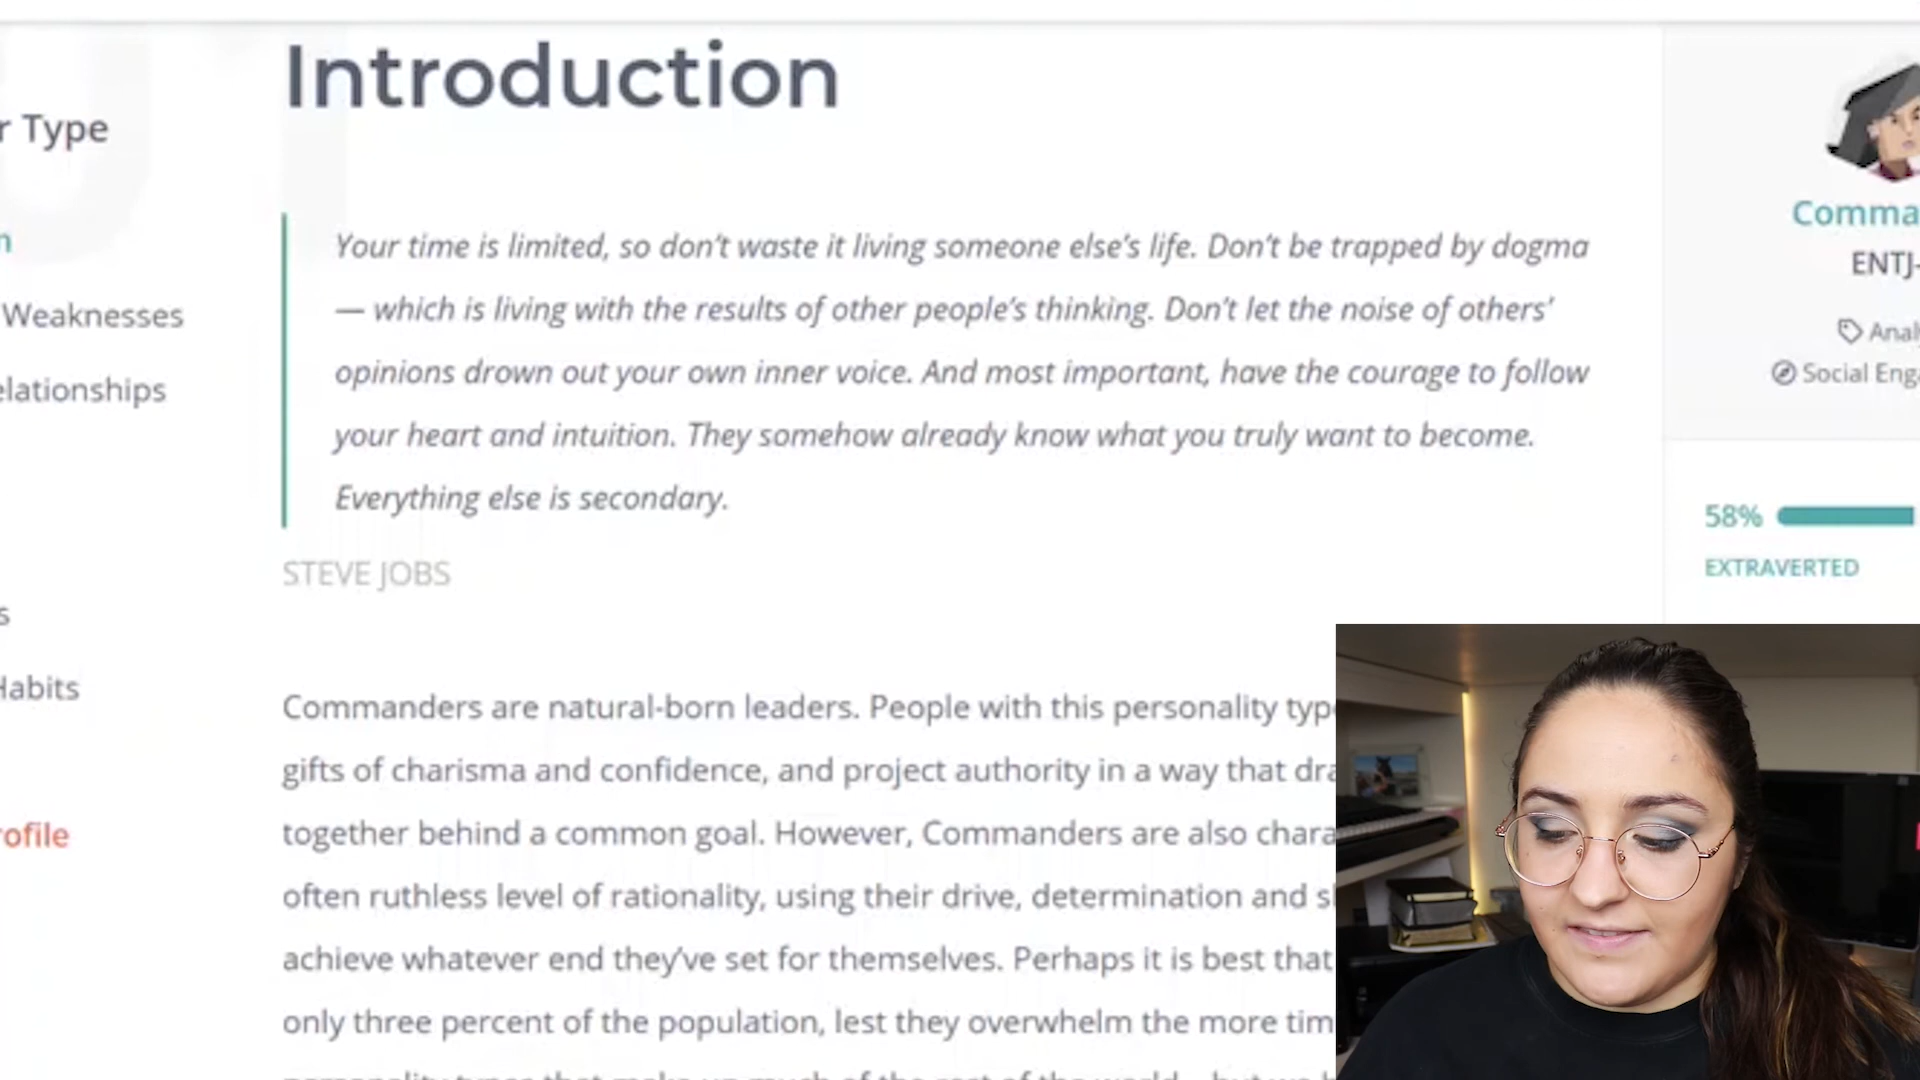 Introduction
r Type
n
Weaknesses
elationships
s
Habits
rofile
Your time is limited, so don't waste it living someone else's life. Don't be trapped by dogma
— which is living with the results of other people's thinking. Don't let the noise of others'
opinions drown out your own inner voice. And most important, have the courage to follow
your heart and intuition. They somehow already know what you truly want to become.
Everything else is secondary.
STEVE JOBS
Commanders are natural-born leaders. People with this personality typ
gifts of charisma and confidence, and project authority in a way that dra
together behind a common goal. However, Commanders are also chara
often ruthless level of rationality, using their drive, determination and s
achieve whatever end they've set for themselves. Perhaps it is best that
only three percent of the population, lest they overwhelm the more tim
Comma
ENTJ-
Anal
Social Eng
58%
EXTRAVERTED